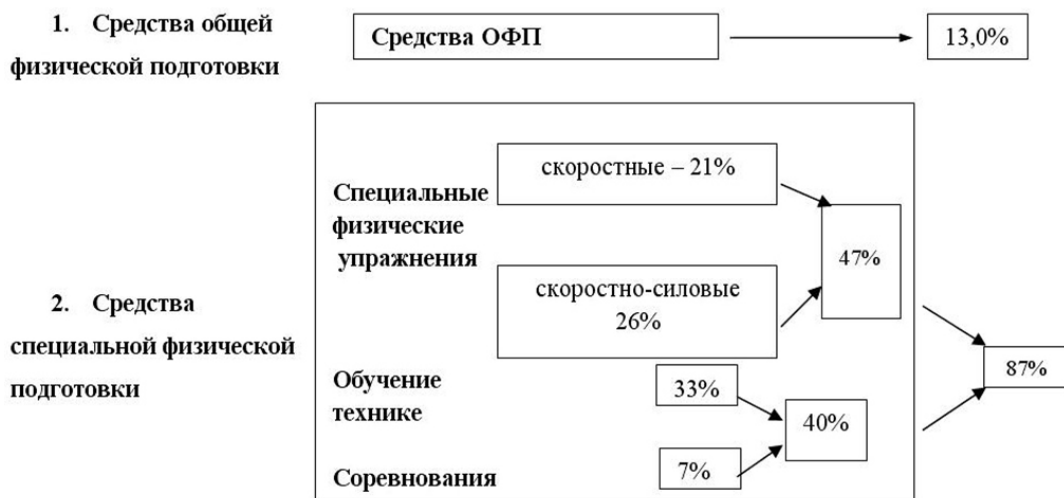 1. Средства общей
физической подготовки
Средства ОФП
13,0%
скоростные – 21%
Специальные
физические
упражнения
47%
скоростно-силовые
26%
2. Средства
специальной физической
подготовки
Обучение
технике
33%
40%
87%
Соревнования
7%